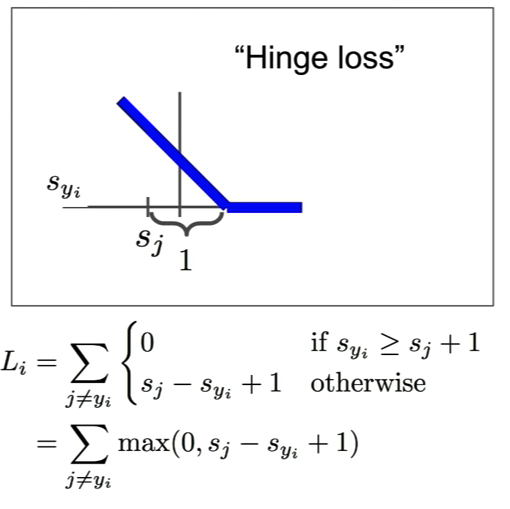 “Hinge loss”
s_{y_i}
s_j
1
L_i = \sum_{j \neq y_i} \begin{cases} 0 & \text{if } s_{y_i} \geq s_j + 1 \\ s_j - s_{y_i} + 1 & \text{otherwise} \end{cases}
= \sum_{j \neq y_i} \max(0, s_j - s_{y_i} + 1)